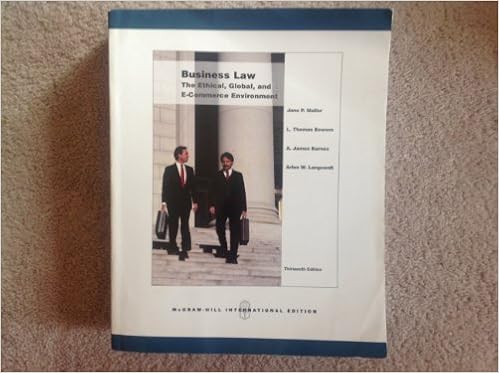 Business Law
The Ethical, Global, and
E-Commerce Environment
Jane P. Mallor
L. Thomas Bowers
A. James Barnes
Arlen W. Langvardt
Thirteenth Edition
McGRAW-HILL INTERNATIONAL EDITION